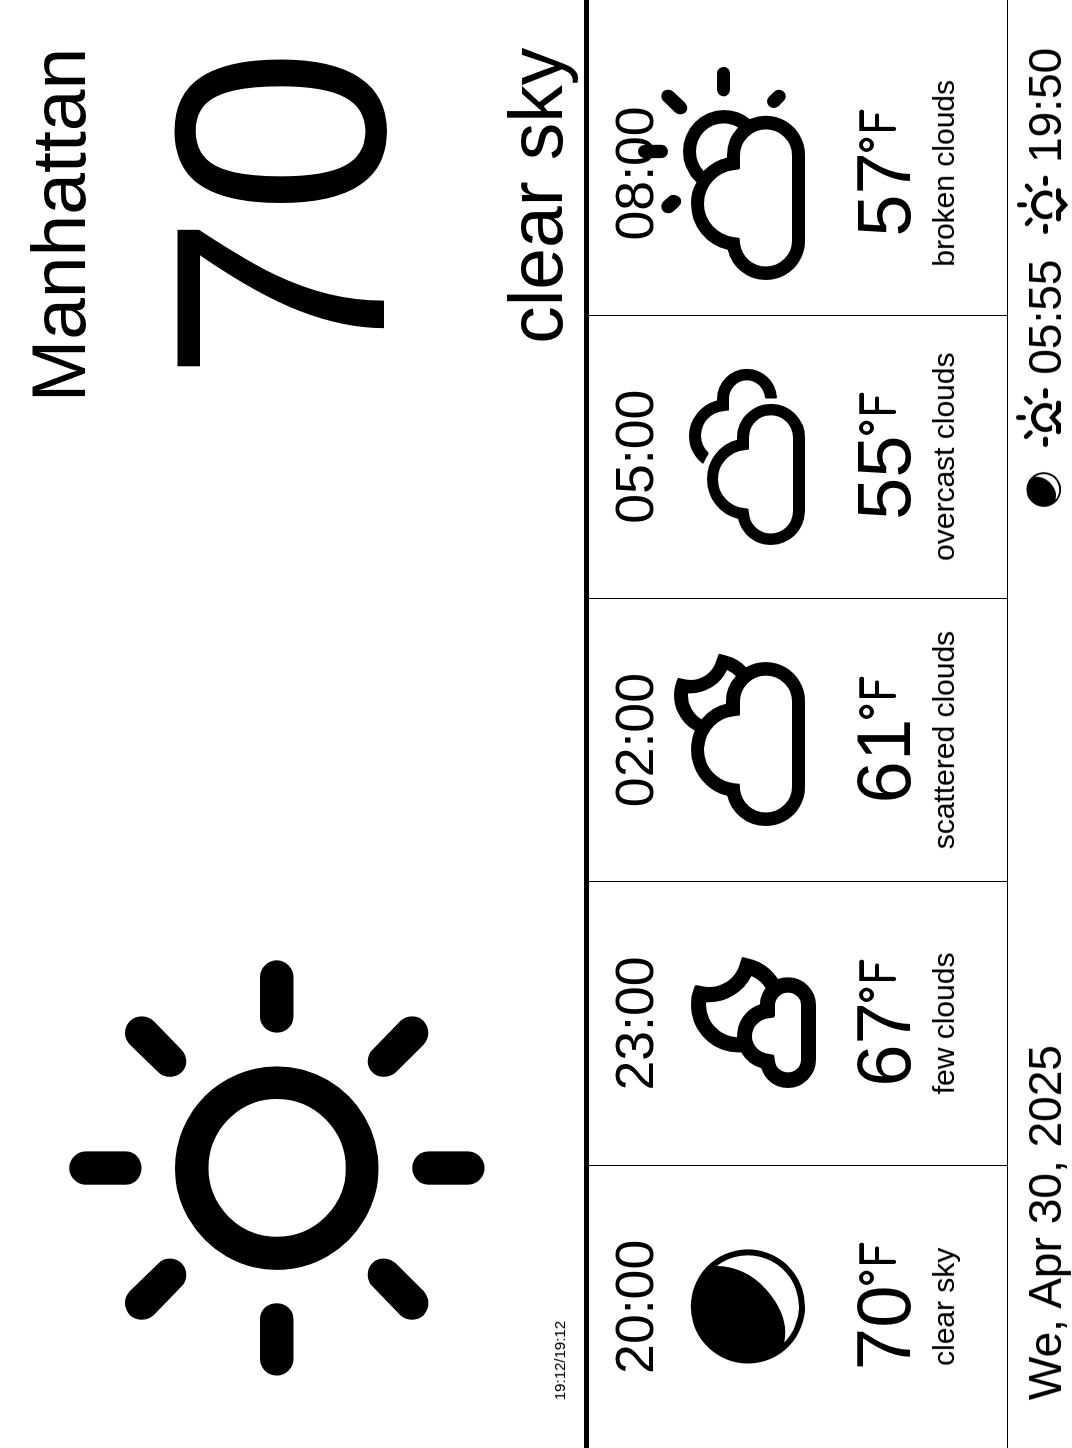 Manhattan
70
clear sky
19:12/19:12
20:00
70°F
clear sky
23:00
67°F
few clouds
02:00
61°F
scattered clouds
05:00
55°F
overcast clouds
08:00
57°F
broken clouds
We, Apr 30, 2025
05:55
19:50